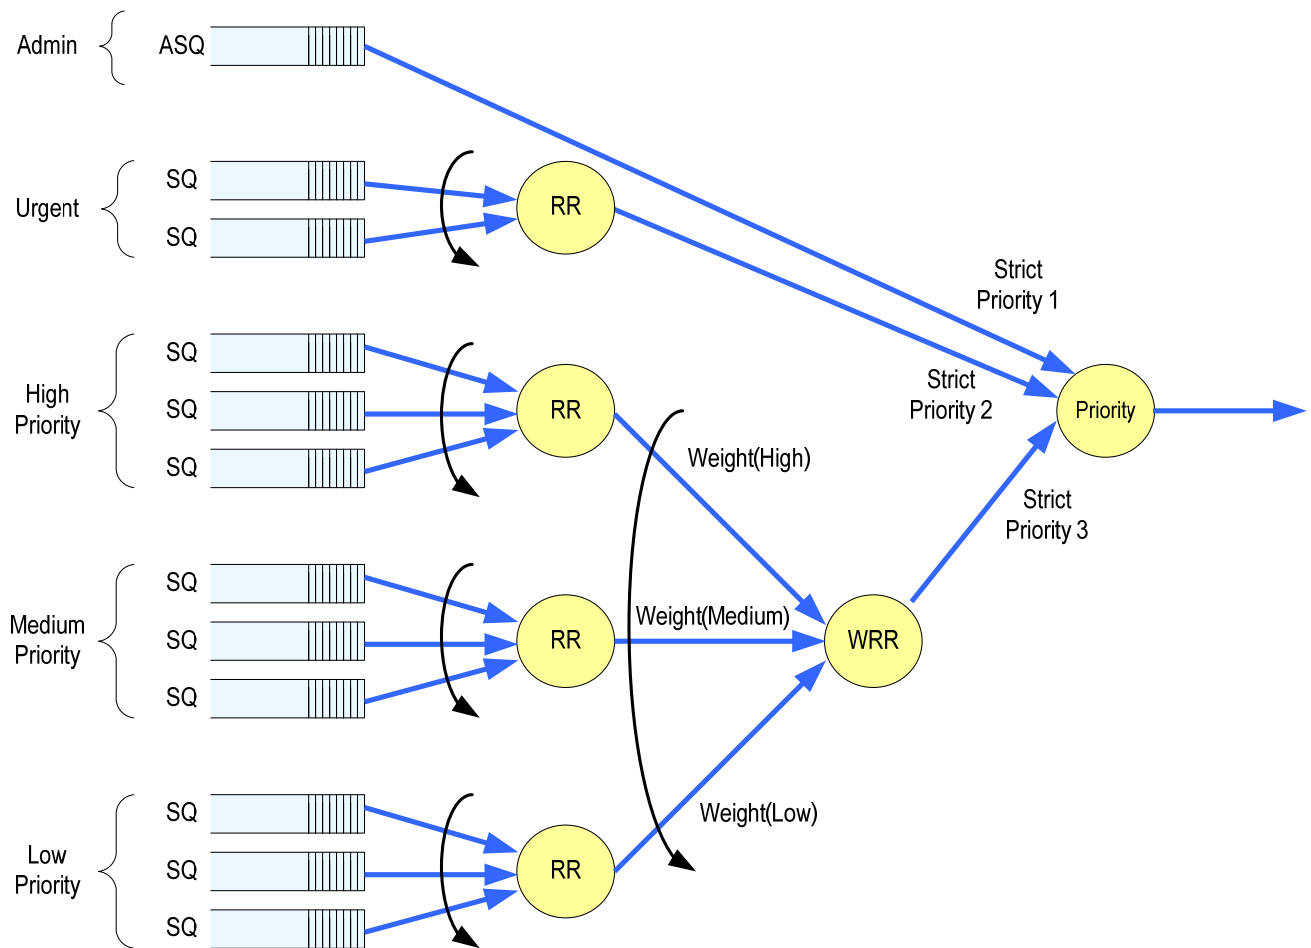 Admin
ASQ
Urgent
SQ
SQ
RR
Strict
Priority 1
High
Priority
SQ
SQ
SQ
RR
Strict
Priority 2
Priority
Weight(High)
Strict
Priority 3
Medium
Priority
SQ
SQ
SQ
RR
Weight(Medium)
WRR
Low
Priority
SQ
SQ
SQ
RR
Weight(Low)